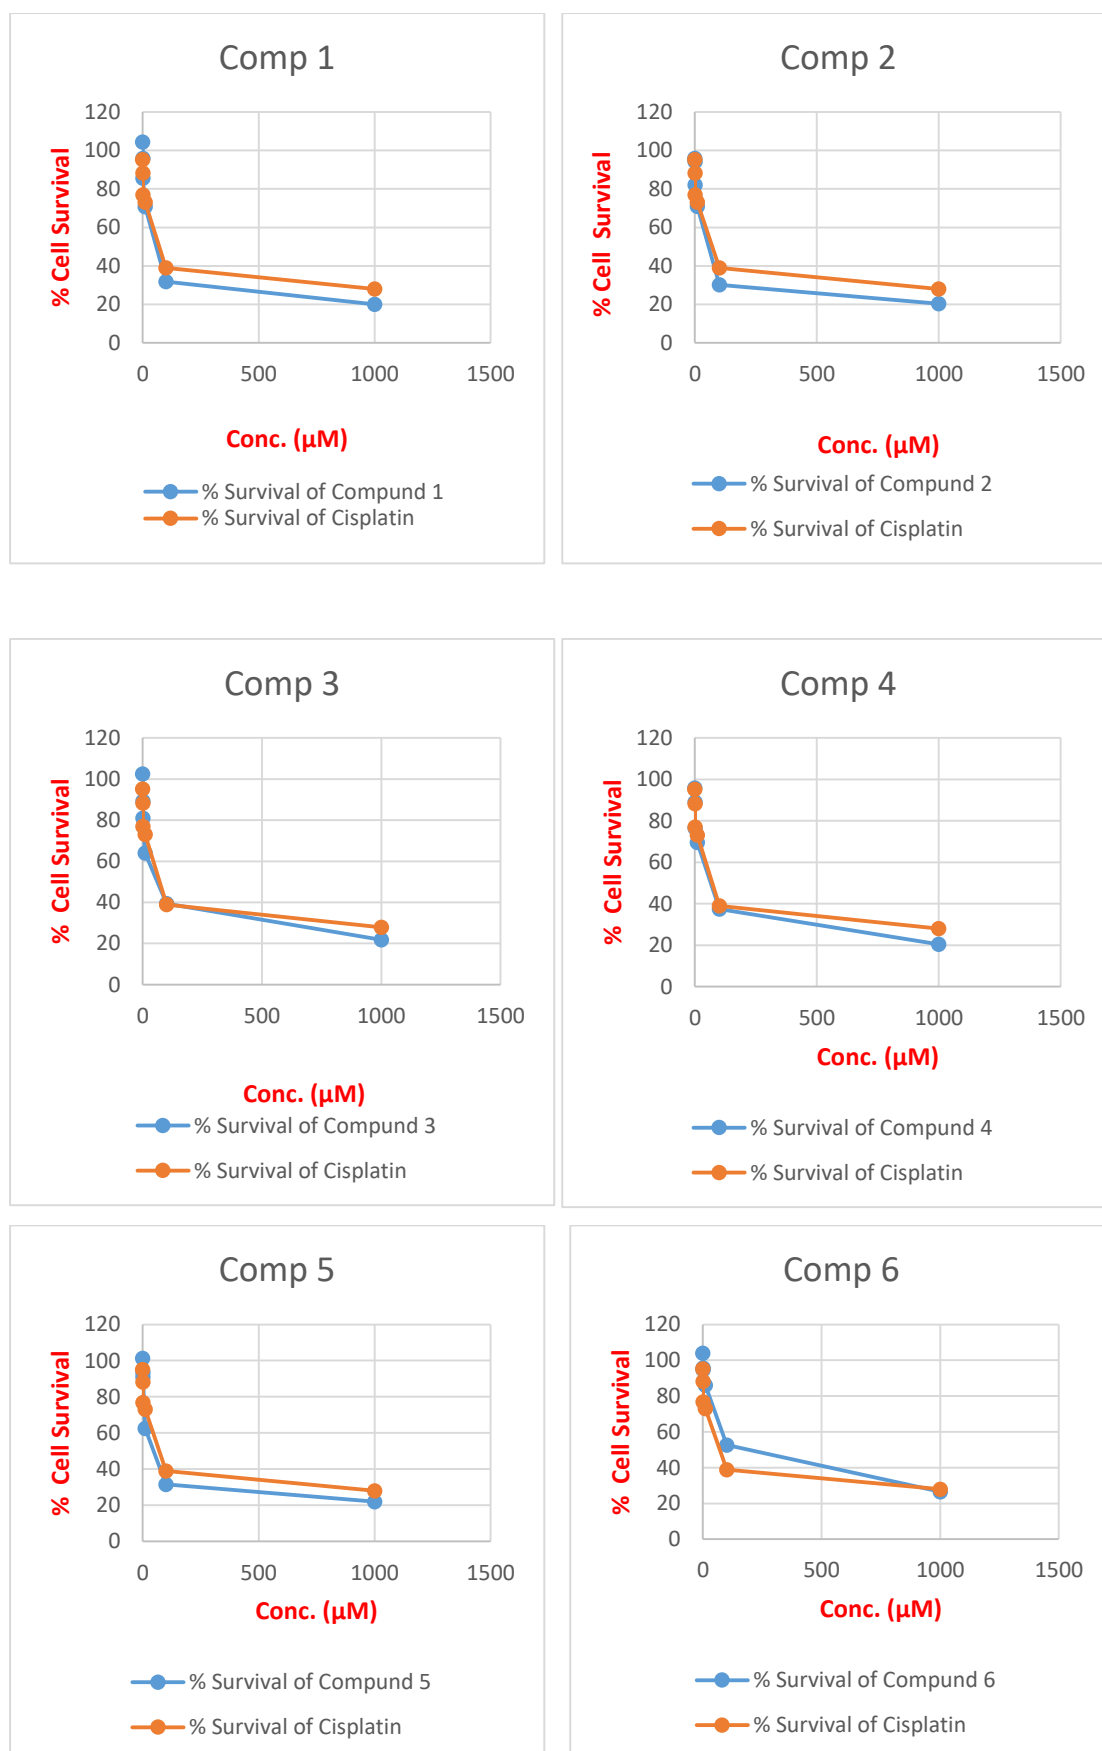 Comp 1
120
100
80
60
40
20
0
% Cell Survival
0 500 1000 1500
Conc. (µM)
% Survival of Compund 1
% Survival of Cisplatin
Comp 2
120
100
80
60
40
20
0
% Cell Survival
0 500 1000 1500
Conc. (µM)
% Survival of Compund 2
% Survival of Cisplatin
Comp 3
120
100
80
60
40
20
0
% Cell Survival
0 500 1000 1500
Conc. (µM)
% Survival of Compund 3
% Survival of Cisplatin
Comp 4
120
100
80
60
40
20
0
% Cell Survival
0 500 1000 1500
Conc. (µM)
% Survival of Compund 4
% Survival of Cisplatin
Comp 5
120
100
80
60
40
20
0
% Cell Survival
0 500 1000 1500
Conc. (µM)
% Survival of Compund 5
% Survival of Cisplatin
Comp 6
120
100
80
60
40
20
0
% Cell Survival
0 500 1000 1500
Conc. (µM)
% Survival of Compund 6
% Survival of Cisplatin